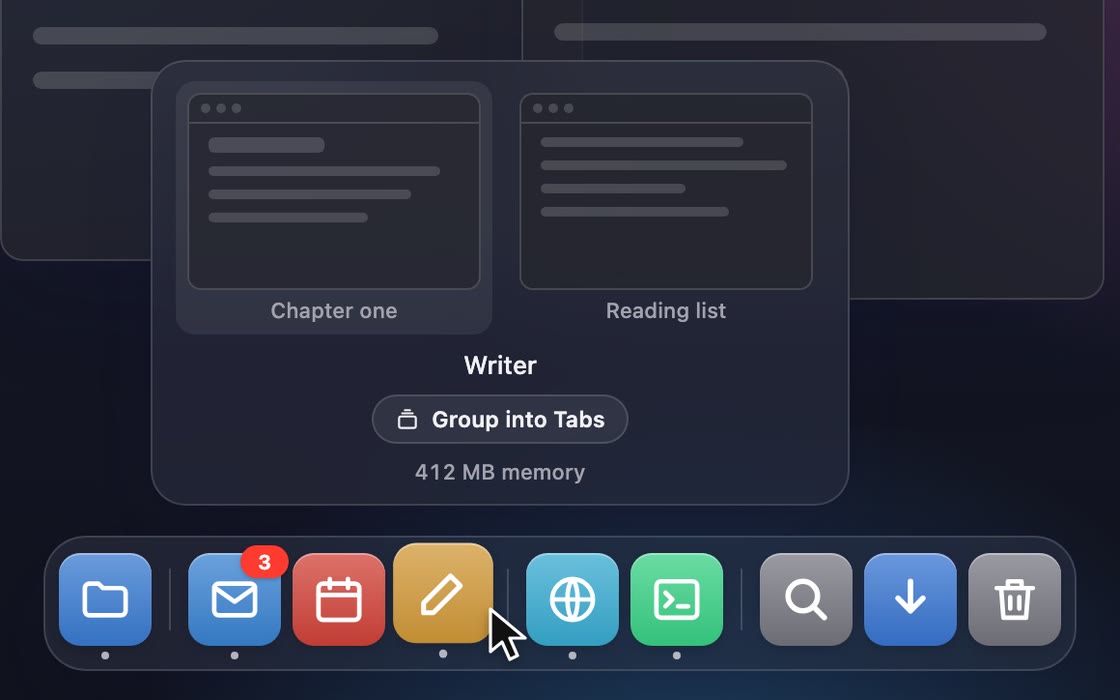 Chapter one
Reading list
Writer
Group into Tabs
412 MB memory
3